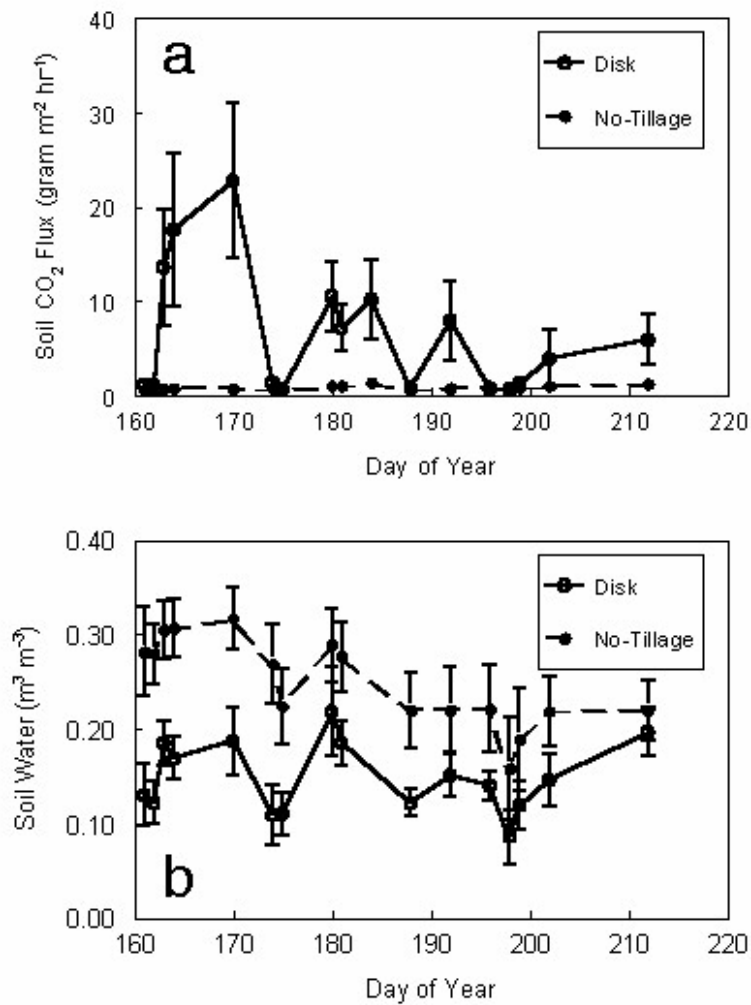 40
a
Disk
No-Tillage
30
20
10
0
Soil CO₂ Flux (gram m⁻² hr⁻¹)
160 170 180 190 200 210 220
Day of Year
0.40
Disk
No-Tillage
0.30
0.20
0.10
0.00
Soil Water (m³ m⁻³)
b
160 170 180 190 200 210 220
Day of Year